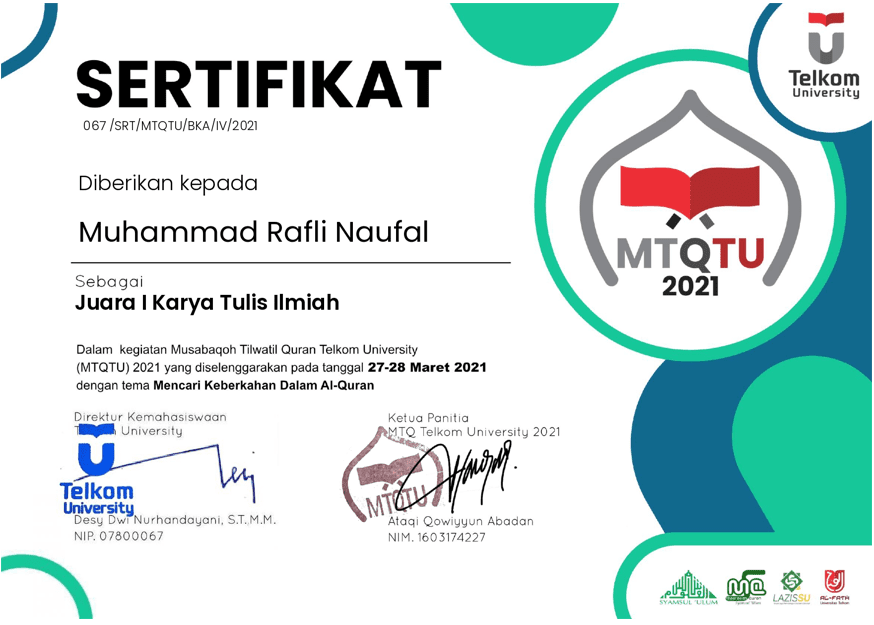 SERTIFIKAT
067 /SRT/MTQTU/BKA/IV/2021
Diberikan kepada
Muhammad Rafli Naufal
Sebagai
Juara I Karya Tulis Ilmiah
Dalam kegiatan Musabaqoh Tilwatil Quran Telkom University
(MTQTU) 2021 yang diselenggarakan pada tanggal 27-28 Maret 2021
dengan tema Mencari Keberkahan Dalam Al-Quran
Direktur Kemahasiswaan
University
Telkom
University
Desy Dwi Nurhandayani, S.T.,M.M.
NIP. 07800067
Ketua Panitia
MTQ Telkom University 2021
MTQTU
Ataqi Qowiyyun Abadan
NIM. 1603174227
Telkom
University
MTQTU
2021
SYAMSUL 'ULUM
LAZISSU
AL-FATH